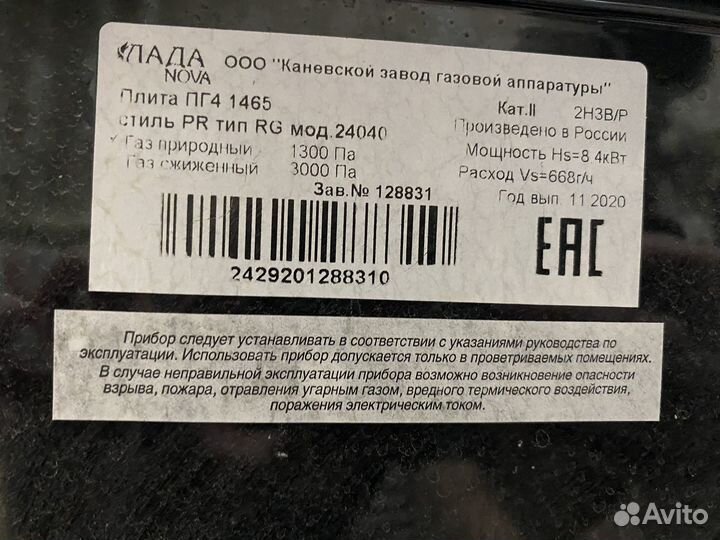 ЛАДА
NOVA
ООО "Каневской завод газовой аппаратуры"
Плита ПГ4 1465
Кат.II 2H3B/P
стиль PR тип RG мод.24040
Произведено в России
✓ Газ природный 1300 Па
Мощность Hs=8 4кВт
Газ сжиженный 3000 Па
Расход Vs=668г/ч
Зав.№ 128831
Год вып. 11.2020
EAC
2429201288310
Прибор следует устанавливать в соответствии с указаниями руководства по
эксплуатации. Использовать прибор допускается только в проветриваемых помещениях.
В случае неправильной эксплуатации прибора возможно возникновение опасности
взрыва, пожара, отравления угарным газом, вредного термического воздействия,
поражения электрическим током.
Avito